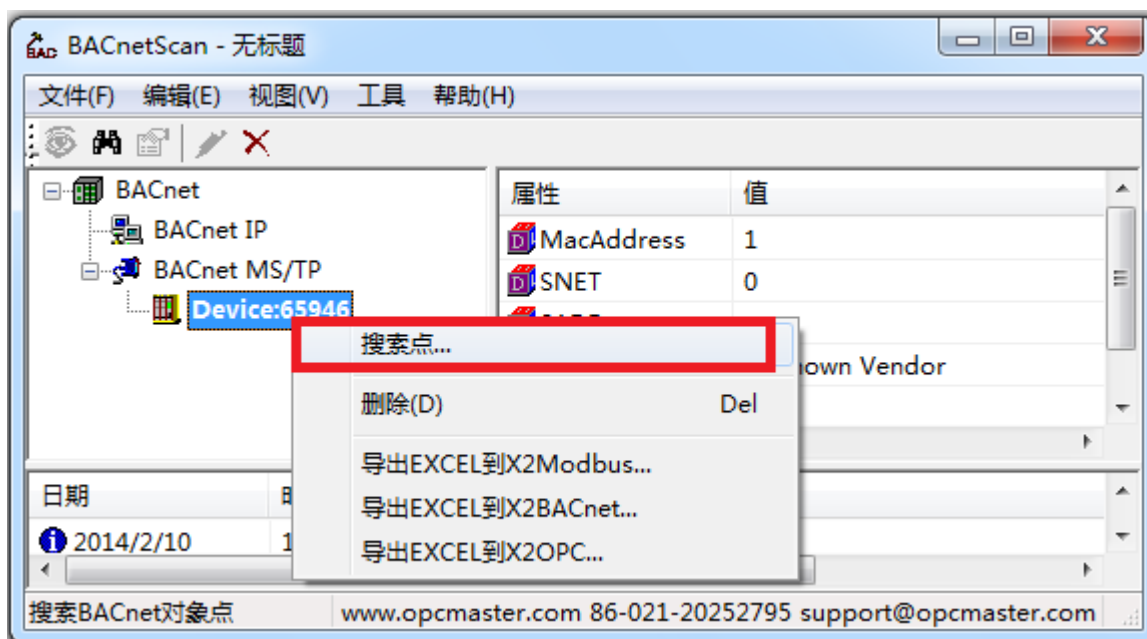 BACnetScan - 无标题
文件(F) 编辑(E) 视图(V) 工具 帮助(H)
BACnet
BACnet IP
BACnet MS/TP
Device:65946
属性 值
MacAddress 1
SNET 0
own Vendor
搜索点...
删除(D) Del
导出EXCEL到X2Modbus...
导出EXCEL到X2BACnet...
导出EXCEL到X2OPC...
日期
2014/2/10 1
搜索BACnet对象点 www.opcmaster.com 86-021-20252795 support@opcmaster.com